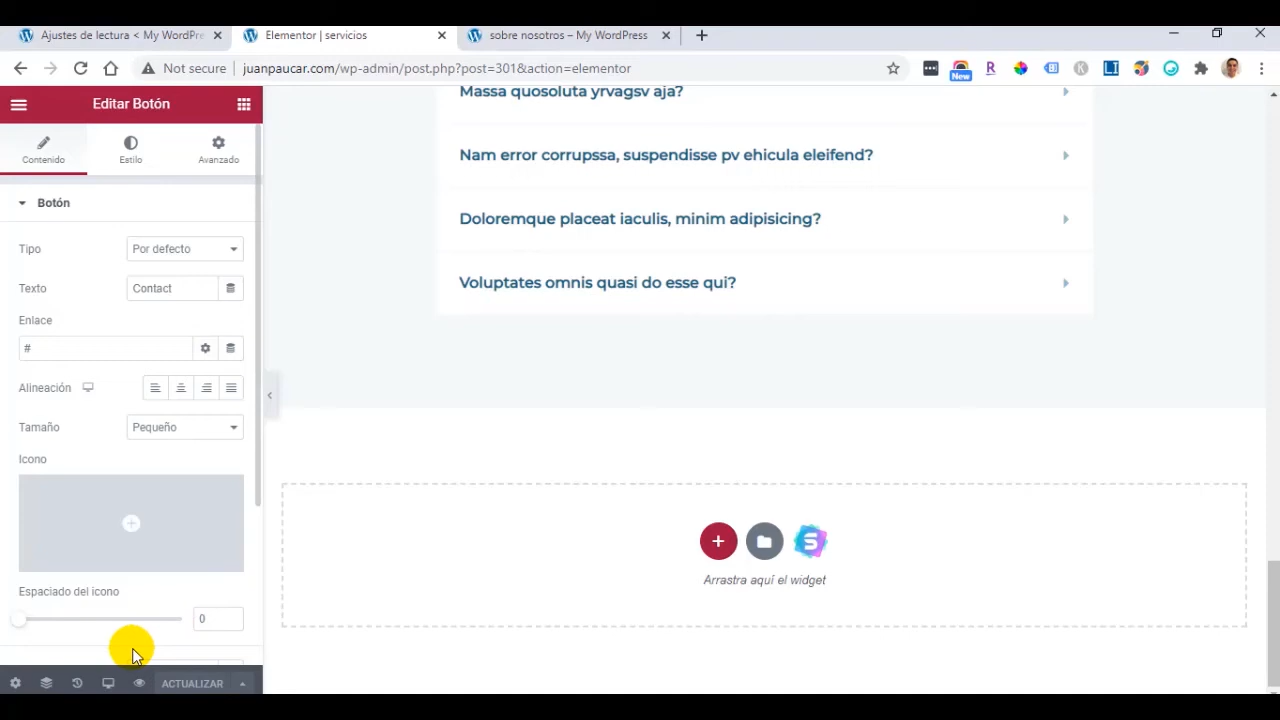 Ajustes de lectura < My WordPre
Elementor | servicios
sobre nosotros – My WordPress
Not secure
juanpaucar.com/wp-admin/post.php?post=301&action=elementor
New
R
K
Editar Botón
Contenido
Estilo
Avanzado
Botón
Tipo
Por defecto
Texto
Contact
Enlace
#
Alineación
Tamaño
Pequeño
Icono
Espaciado del icono
0
ACTUALIZAR
Massa quosoluta yrvagsv aja?
Nam error corrupssa, suspendisse pv ehicula eleifend?
Doloremque placeat iaculis, minim adipisicing?
Voluptates omnis quasi do esse qui?
Arrastra aquí el widget